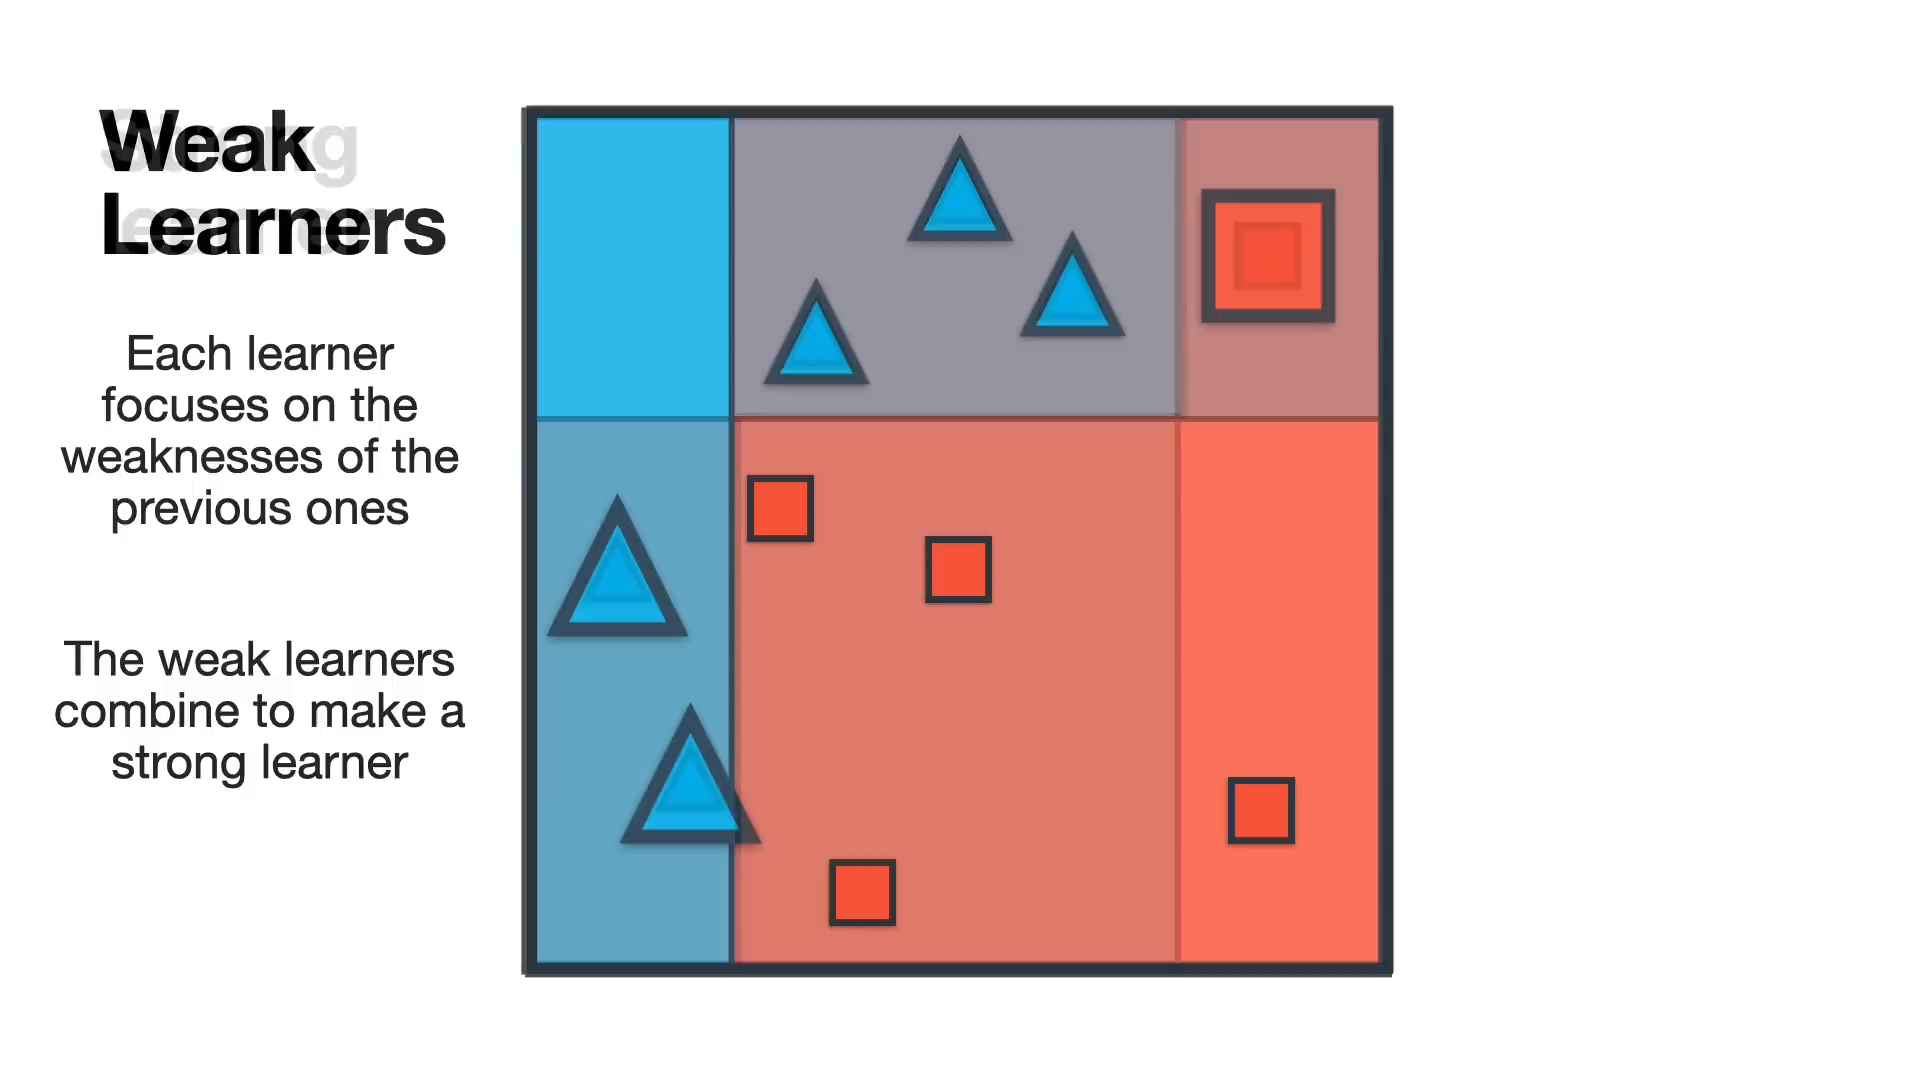 Weak
Learners
Each learner
focuses on the
weaknesses of the
previous ones
The weak learners
combine to make a
strong learner